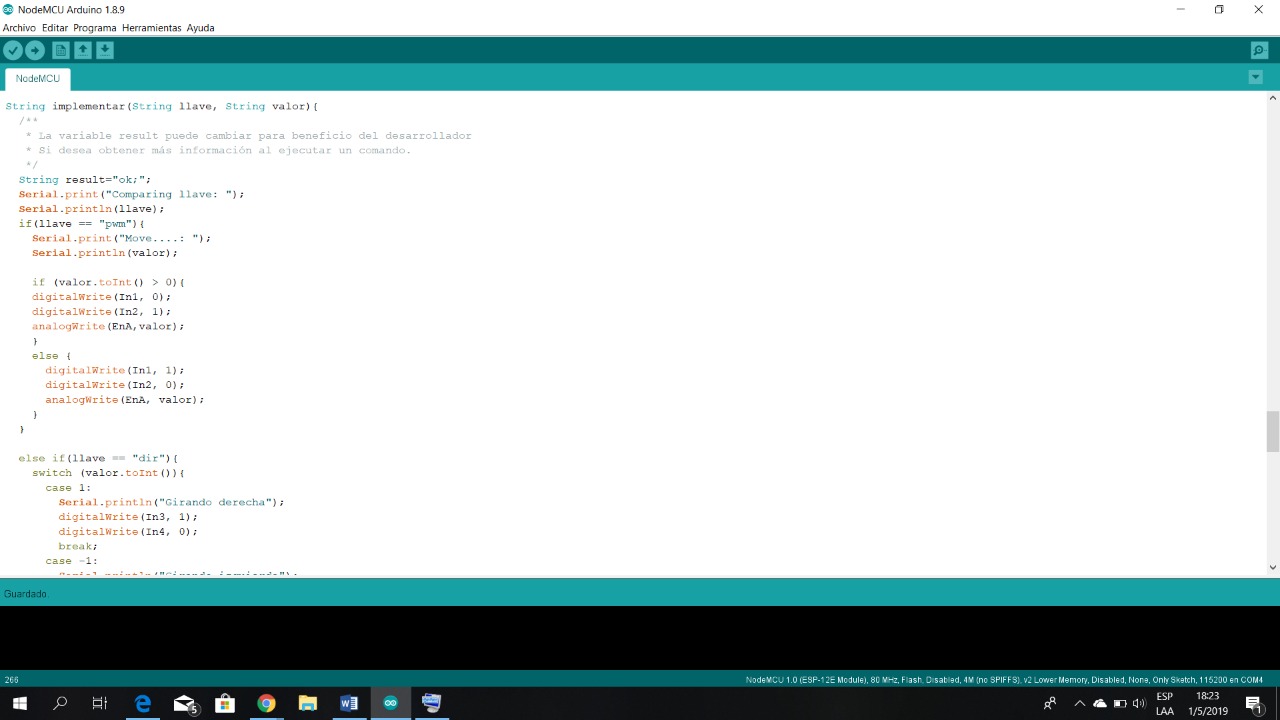 NodeMCU Arduino 1.8.9
Archivo Editar Programa Herramientas Ayuda
NodeMCU
String implementar(String llave, String valor){
/**
* La variable result puede cambiar para beneficio del desarrollador
* Si desea obtener más información al ejecutar un comando.
*/
String result="ok;";
Serial.print("Comparing llave: ");
Serial.println(llave);
if(llave == "pwm"){
Serial.print("Move....: ");
Serial.println(valor);
if (valor.toInt() > 0){
digitalWrite(In1, 0);
digitalWrite(In2, 1);
analogWrite(EnA,valor);
}
else {
digitalWrite(In1, 1);
digitalWrite(In2, 0);
analogWrite(EnA, valor);
}
}
else if(llave == "dir"){
switch (valor.toInt()){
case 1:
Serial.println("Girando derecha");
digitalWrite(In3, 1);
digitalWrite(In4, 0);
break;
case -1:
Serial.println("Girando izquierda");
Guardado.
266
NodeMCU 1.0 (ESP-12E Module), 80 MHz, Flash, Disabled, 4M (no SPIFFS), v2 Lower Memory, Disabled, None, Only Sketch, 115200 en COM4
5
ESP
LAA
18:23
1/5/2019
1